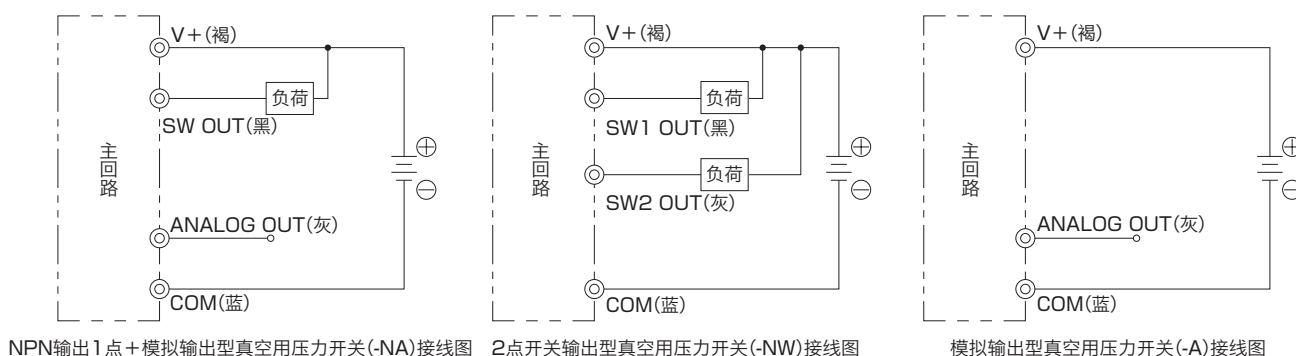 V+(褐)
负荷
SW OUT(黑)
主回路
ANALOG OUT(灰)
COM(蓝)
NPN输出1点+模拟输出型真空用压力开关(-NA)接线图
V+(褐)
负荷
SW1 OUT(黑)
主回路
负荷
SW2 OUT(灰)
COM(蓝)
2点开关输出型真空用压力开关(-NW)接线图
V+(褐)
主回路
ANALOG OUT(灰)
COM(蓝)
模拟输出型真空用压力开关(-A)接线图